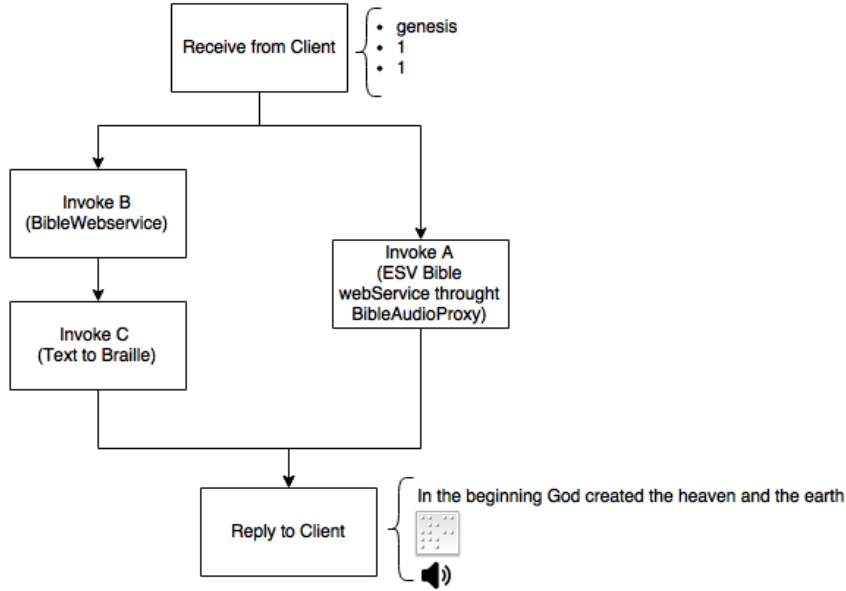 Receive from Client
genesis
1
1
Invoke B
(BibleWebservice)
Invoke A
(ESV Bible
webService throught
BibleAudioProxy)
Invoke C
(Text to Braille)
Reply to Client
In the beginning God created the heaven and the earth